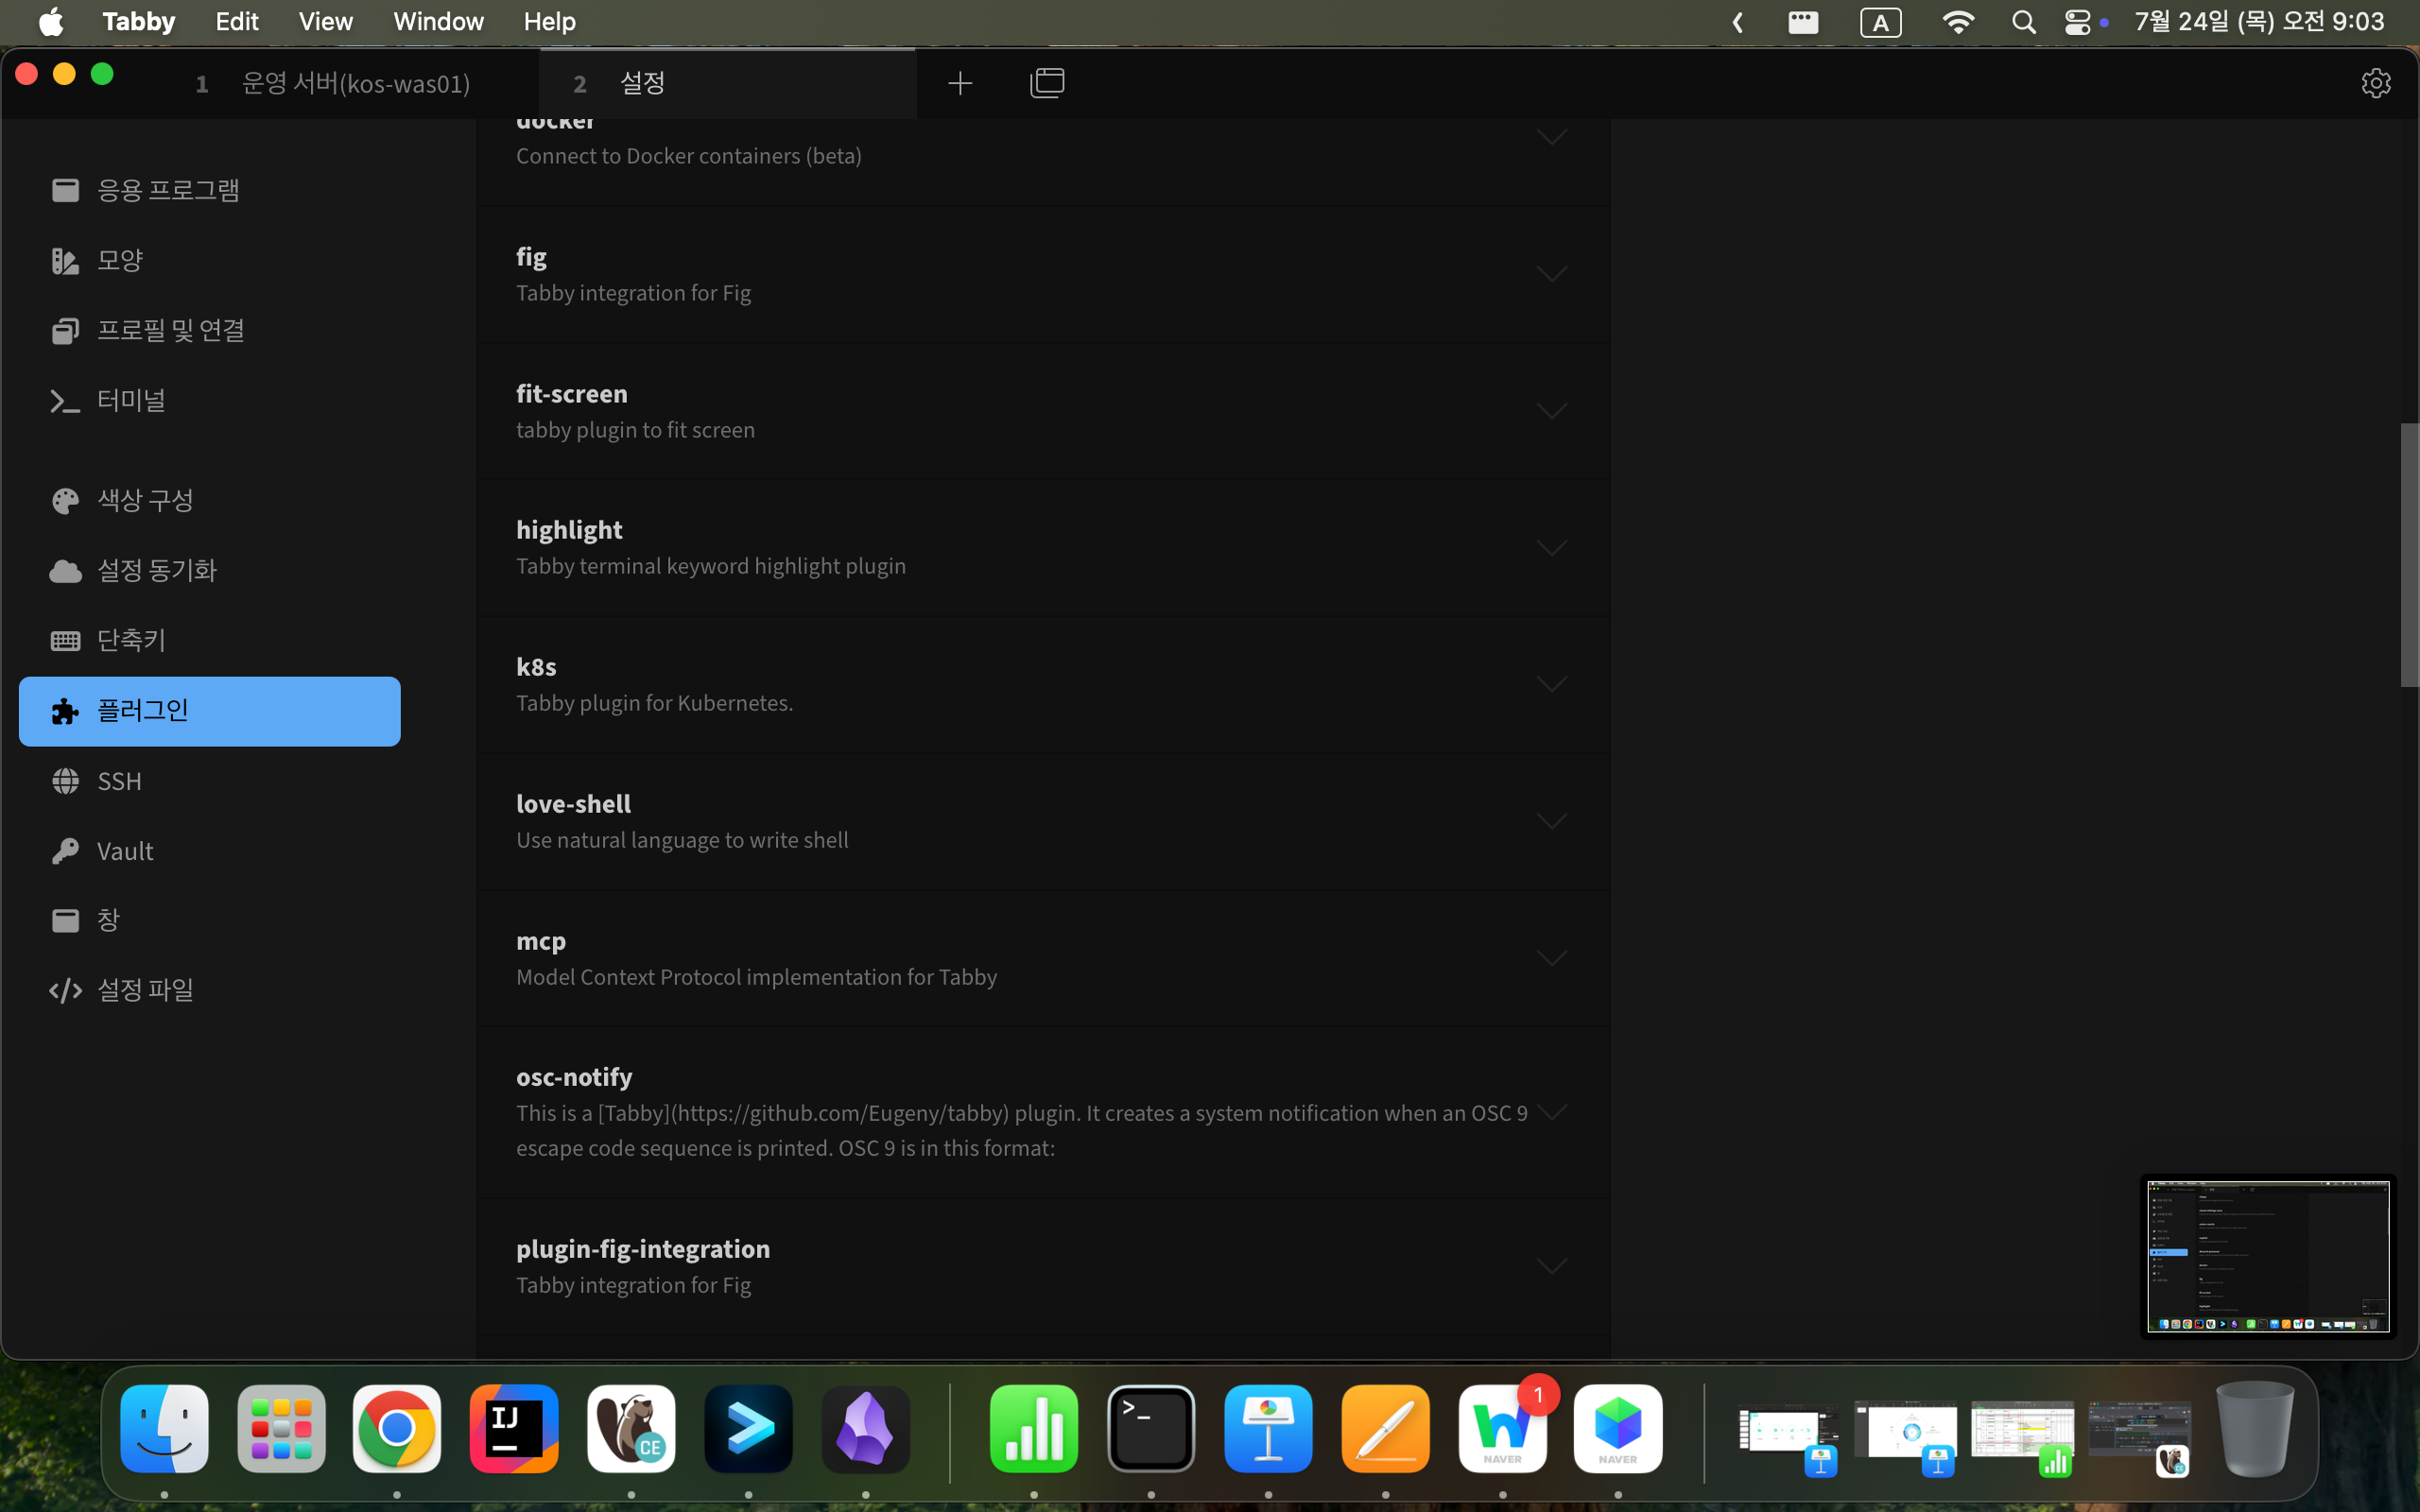 Tabby Edit View Window Help A 7월 24일 (목) 오전 9:03
1 운영 서버(kos-was01) 2 설정
응용 프로그램
모양
프로필 및 연결
터미널
색상 구성
설정 동기화
단축키
플러그인
SSH
Vault
창
설정 파일
docker
Connect to Docker containers (beta)
fig
Tabby integration for Fig
fit-screen
tabby plugin to fit screen
highlight
Tabby terminal keyword highlight plugin
k8s
Tabby plugin for Kubernetes.
love-shell
Use natural language to write shell
mcp
Model Context Protocol implementation for Tabby
osc-notify
This is a [Tabby](https://github.com/Eugeny/tabby) plugin. It creates a system notification when an OSC 9
escape code sequence is printed. OSC 9 is in this format:
plugin-fig-integration
Tabby integration for Fig
IJ
CE
1
NAVER
NAVER